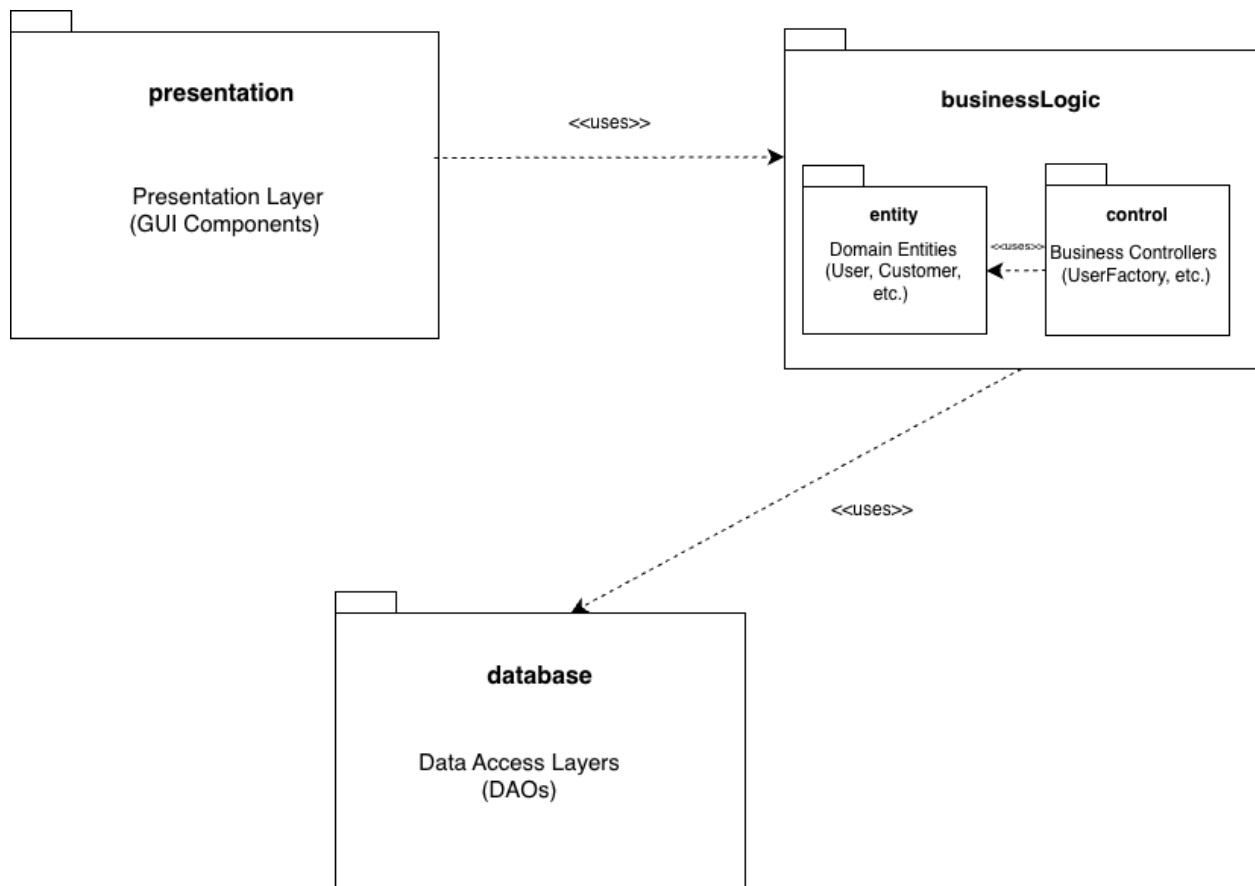 presentation
Presentation Layer
(GUI Components)
<<uses>>
businessLogic
entity
Domain Entities
(User, Customer,
etc.)
<<uses>>
control
Business Controllers
(UserFactory, etc.)
<<uses>>
database
Data Access Layers
(DAOs)